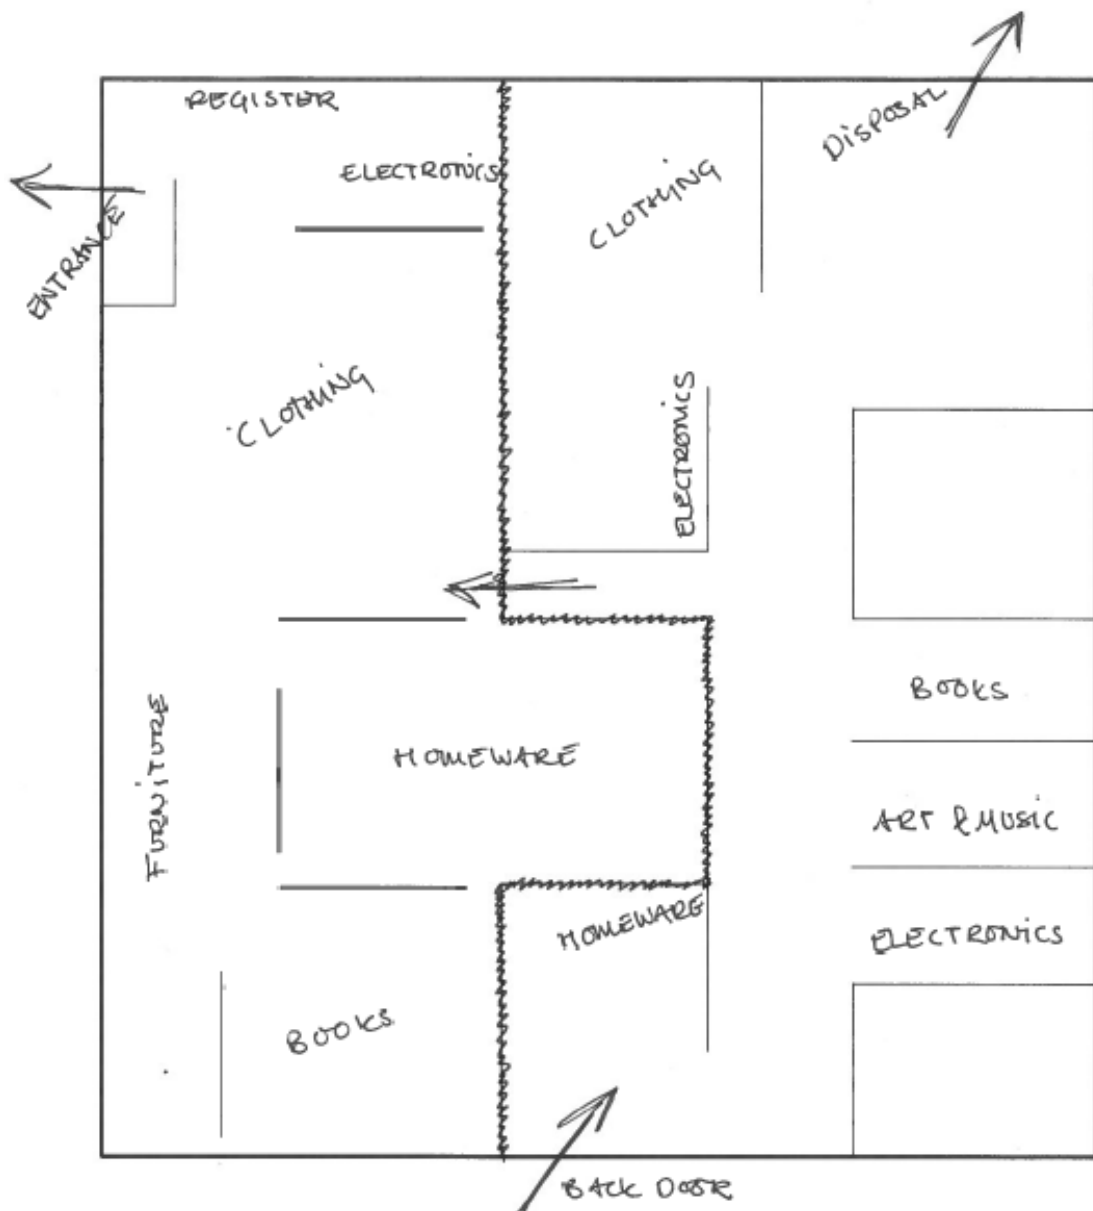 REGISTER
DISPOSAL
ELECTRONICS
CLOTHING
ENTRANCE
CLOTHING
ELECTRONICS
BOOKS
FURNITURE
HOMEWARE
ART & MUSIC
HOMEWARE
ELECTRONICS
BOOKS
BACK DOOR